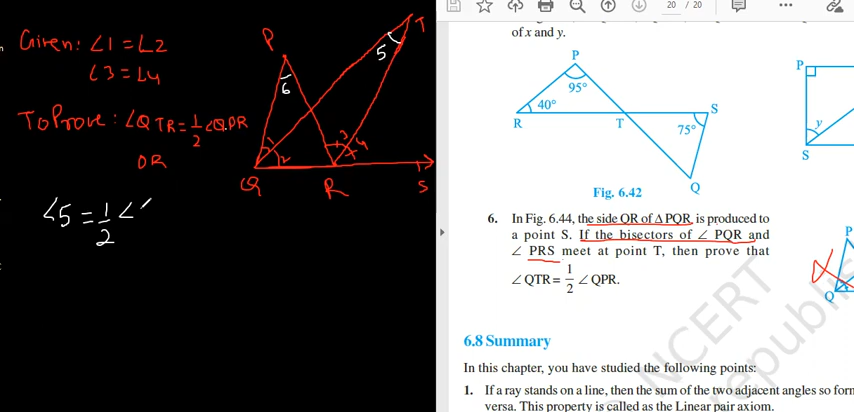 Given: ∠1 = ∠2
∠3 = ∠4
To Prove: ∠QTR = 1/2 ∠QPR
OR
∠5 = 1/2 ∠
P
T
5
6
1
2
3
4
Q
R
S
20 / 20
of x and y.
P
95°
40°
R
T
S
75°
Q
Fig. 6.42
P
y
S
6. In Fig. 6.44, the side QR of Δ PQR is produced to
a point S. If the bisectors of ∠ PQR and
∠ PRS meet at point T, then prove that
∠ QTR = 1/2 ∠ QPR.
P
Q
6.8 Summary
In this chapter, you have studied the following points:
1. If a ray stands on a line, then the sum of the two adjacent angles so form
versa. This property is called as the Linear pair axiom.
NCERT
republis